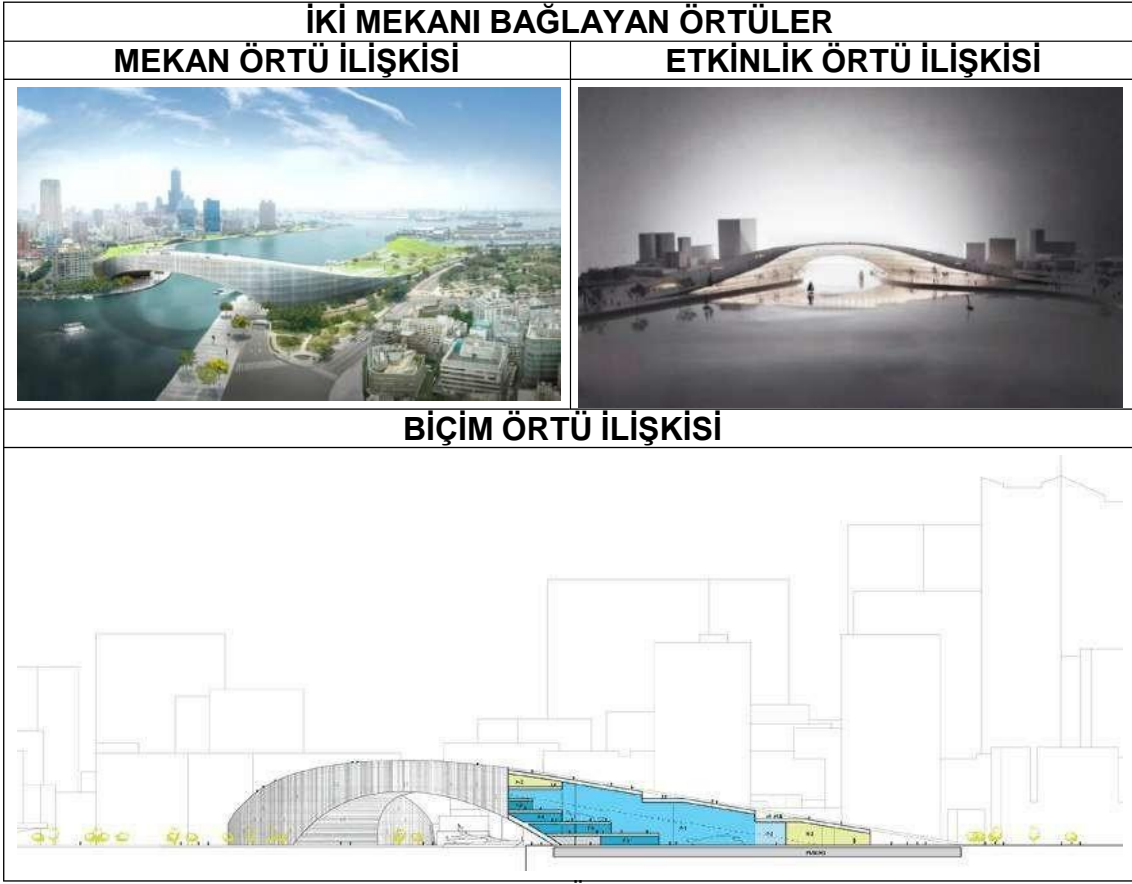 İKİ MEKANI BAĞLAYAN ÖRTÜLER
MEKAN ÖRTÜ İLİŞKİSİ
ETKİNLİK ÖRTÜ İLİŞKİSİ
BİÇİM ÖRTÜ İLİŞKİSİ